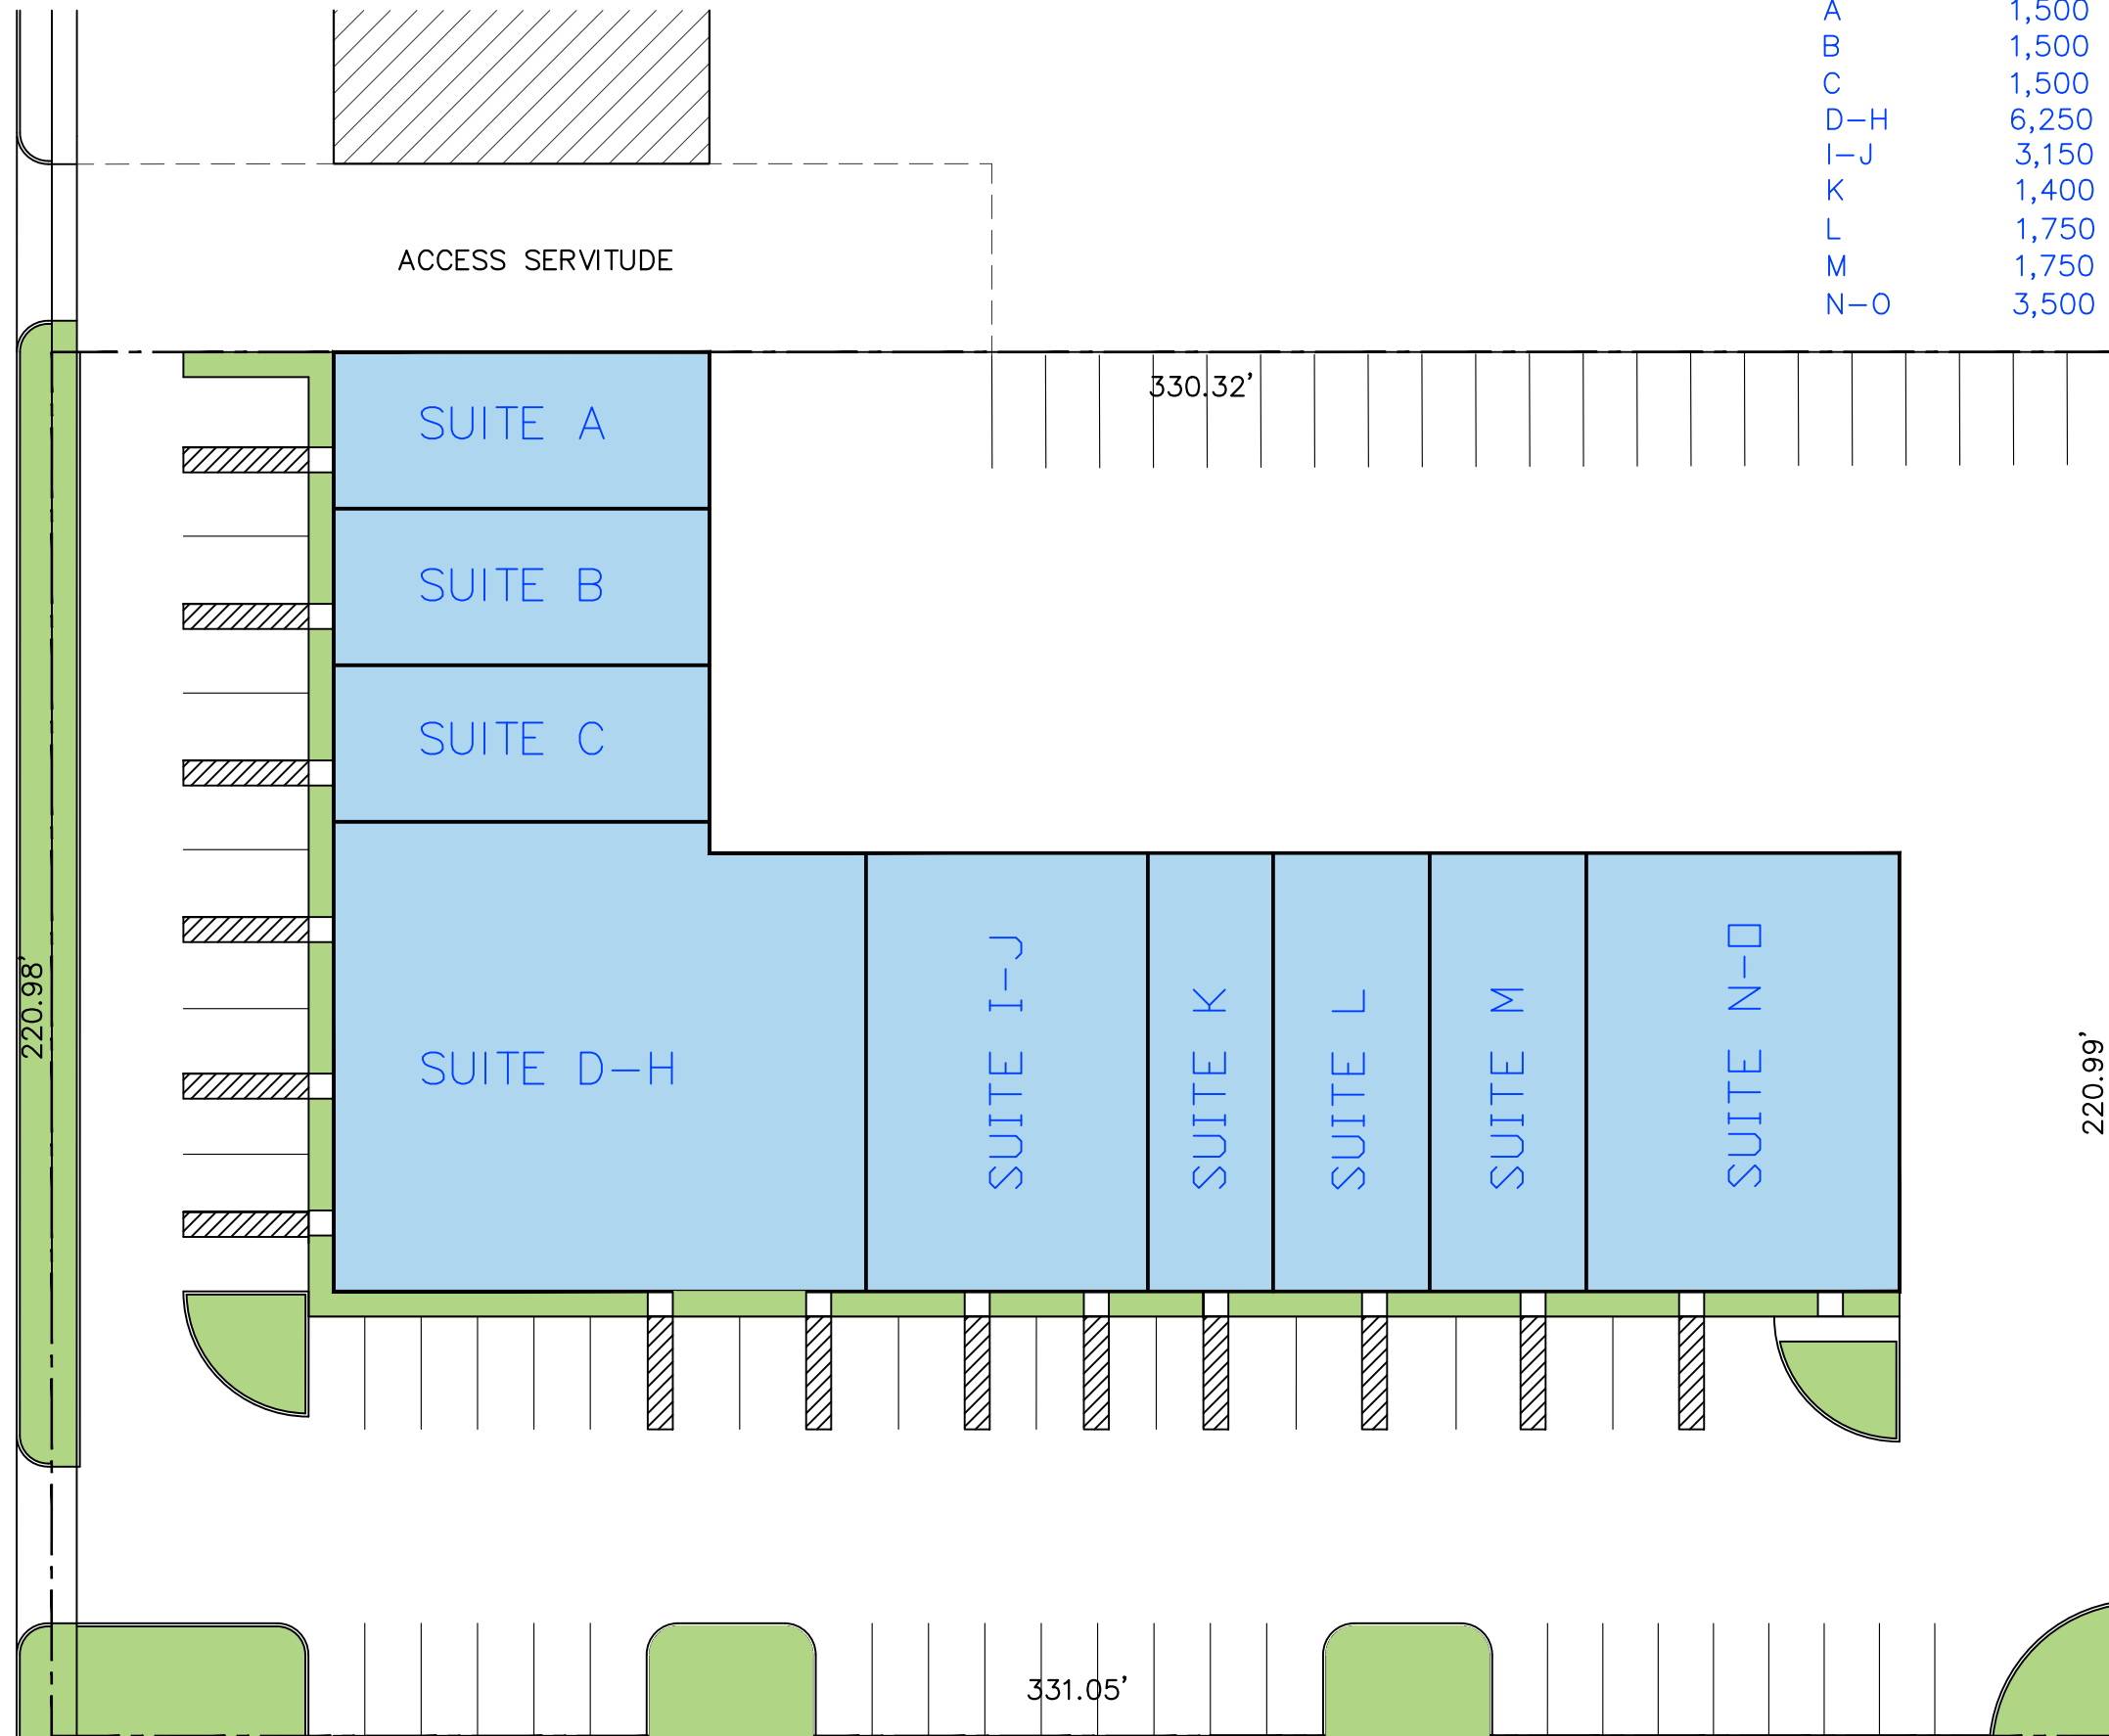 A 1,500
B 1,500
C 1,500
D-H 6,250
I-J 3,150
K 1,400
L 1,750
M 1,750
N-O 3,500
ACCESS SERVITUDE
330.32'
SUITE A
SUITE B
SUITE C
SUITE D-H
SUITE I-J
SUITE K
SUITE L
SUITE M
SUITE N-O
220.98'
220.99'
331.05'